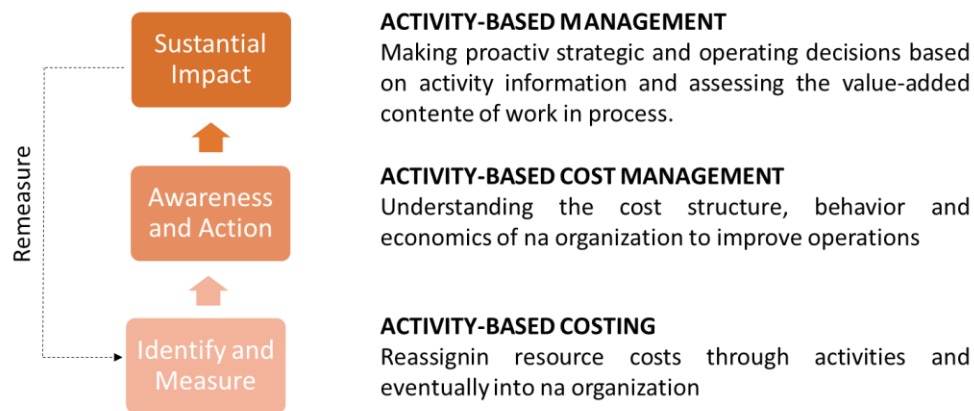 Sustantial
Impact
ACTIVITY-BASED MANAGEMENT
Making proactiv strategic and operating decisions based
on activity information and assessing the value-added
contente of work in process.
Remeasure
Awareness
and Action
ACTIVITY-BASED COST MANAGEMENT
Understanding the cost structure, behavior and
economics of na organization to improve operations
Identify and
Measure
ACTIVITY-BASED COSTING
Reassignin resource costs through activities and
eventually into na organization